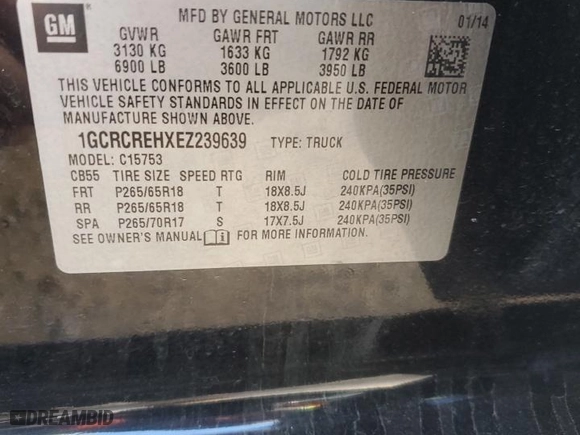 GM
MFD BY GENERAL MOTORS LLC 01/14
GVWR GAWR FRT GAWR RR
3130 KG 1633 KG 1792 KG
6900 LB 3600 LB 3950 LB
THIS VEHICLE CONFORMS TO ALL APPLICABLE U.S. FEDERAL MOTOR
VEHICLE SAFETY STANDARDS IN EFFECT ON THE DATE OF
MANUFACTURE SHOWN ABOVE.
1GCRCREHXEZ239639 TYPE: TRUCK
MODEL: C15753
CB55 TIRE SIZE SPEED RTG RIM COLD TIRE PRESSURE
FRT P265/65R18 T 18X8.5J 240KPA(35PSI)
RR P265/65R18 T 18X8.5J 240KPA(35PSI)
SPA P265/70R17 S 17X7.5J 240KPA(35PSI)
SEE OWNER'S MANUAL FOR MORE INFORMATION.
DREAMBID